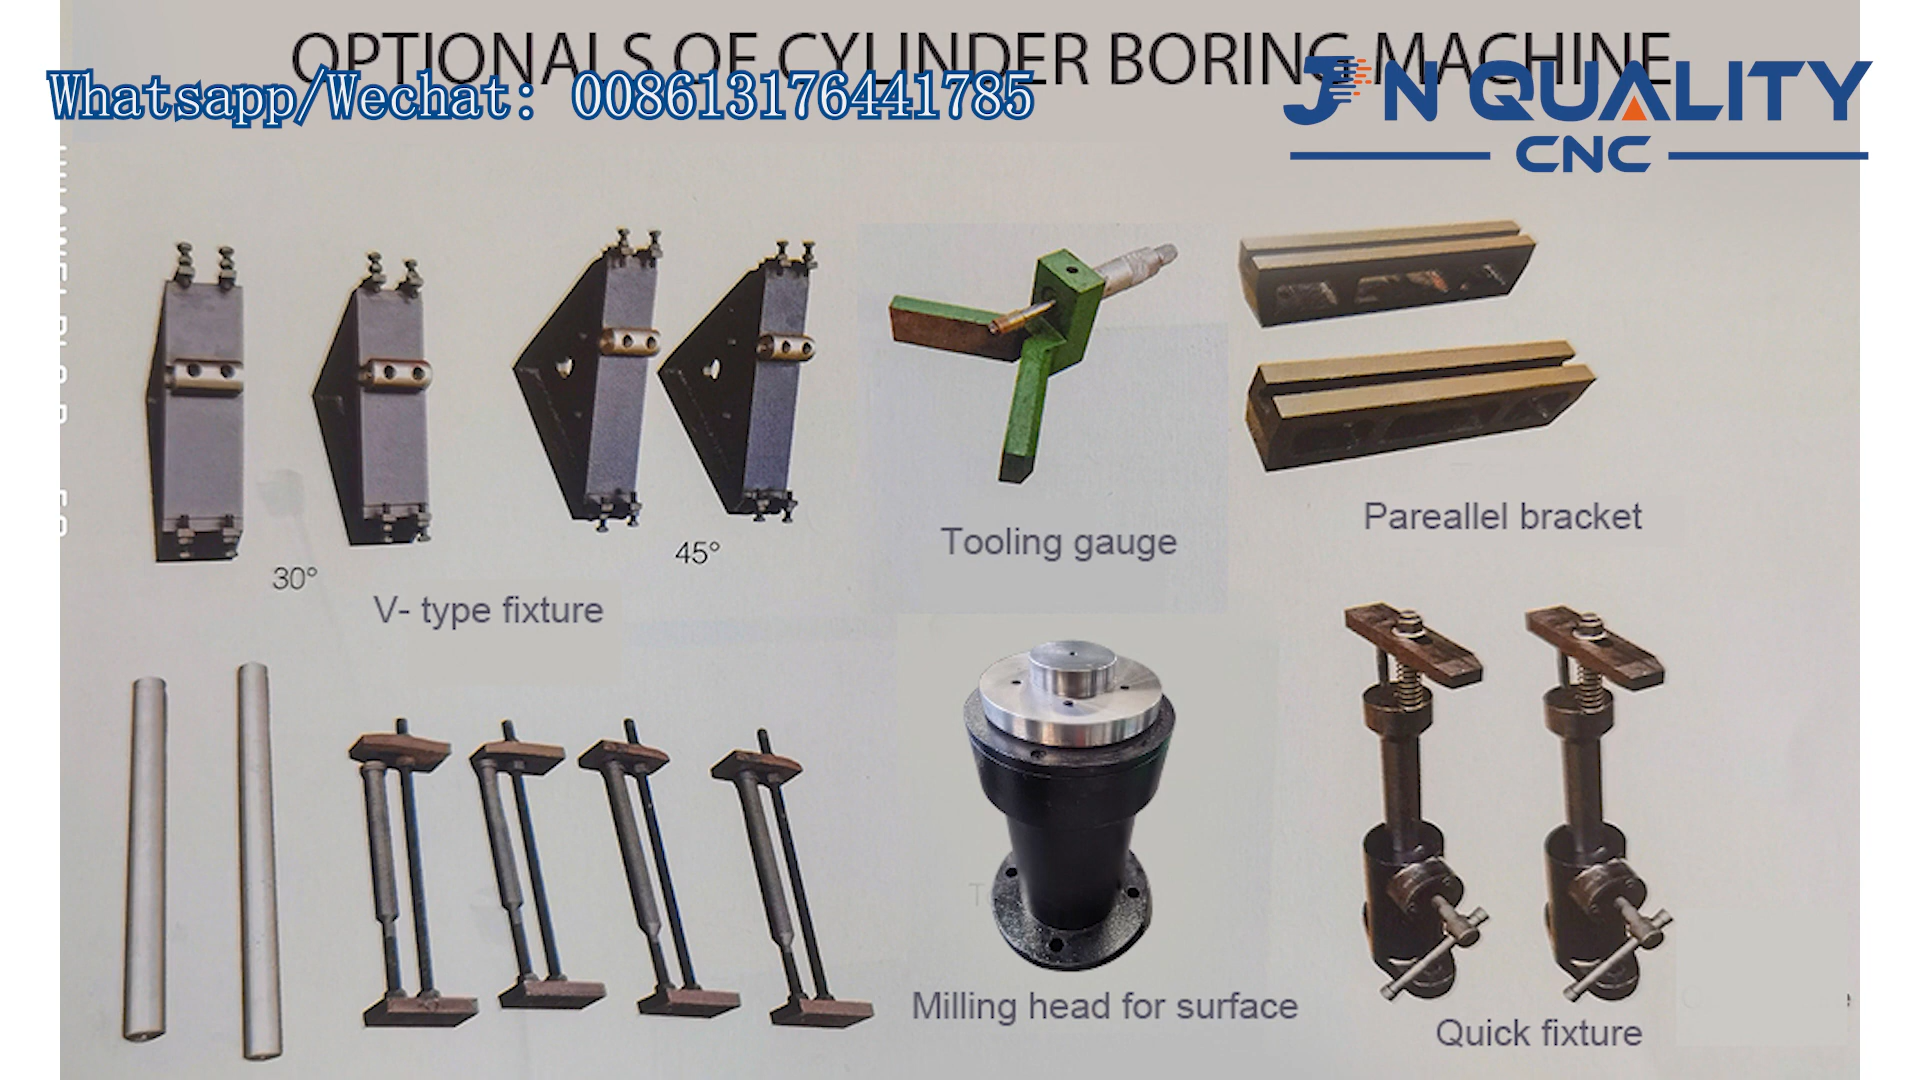 OPTIONALS OF CYLINDER BORING MACHINE
Whatsapp/Wechat: 008613176441785
JN QUALITY
CNC
Tooling gauge
Pareallel bracket
45°
30°
V- type fixture
Milling head for surface
Quick fixture